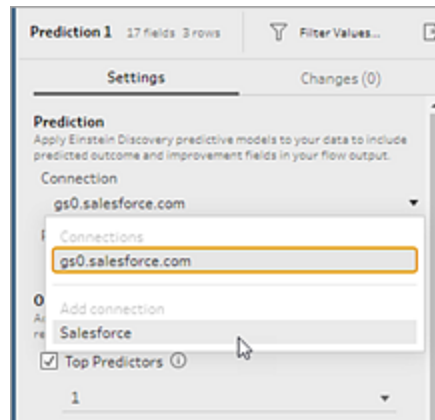 Prediction 1 17 fields 3 rows Filter Values...
Settings Changes (0)
Prediction
Apply Einstein Discovery predictive models to your data to include
predicted outcome and improvement fields in your flow output.
Connection
gs0.salesforce.com
Connections
gs0.salesforce.com
Add connection
Salesforce
Top Predictors
1